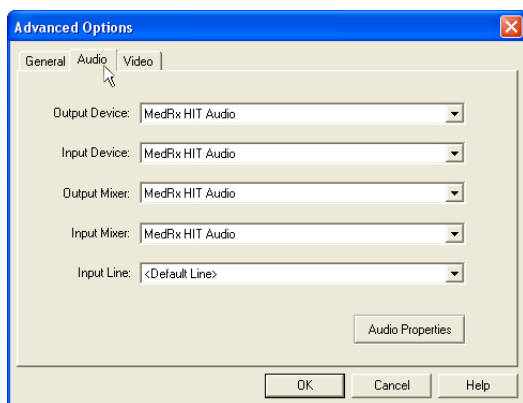 Advanced Options
General Audio Video
Output Device: MedRx HIT Audio
Input Device: MedRx HIT Audio
Output Mixer: MedRx HIT Audio
Input Mixer: MedRx HIT Audio
Input Line: <Default Line>
Audio Properties
OK Cancel Help